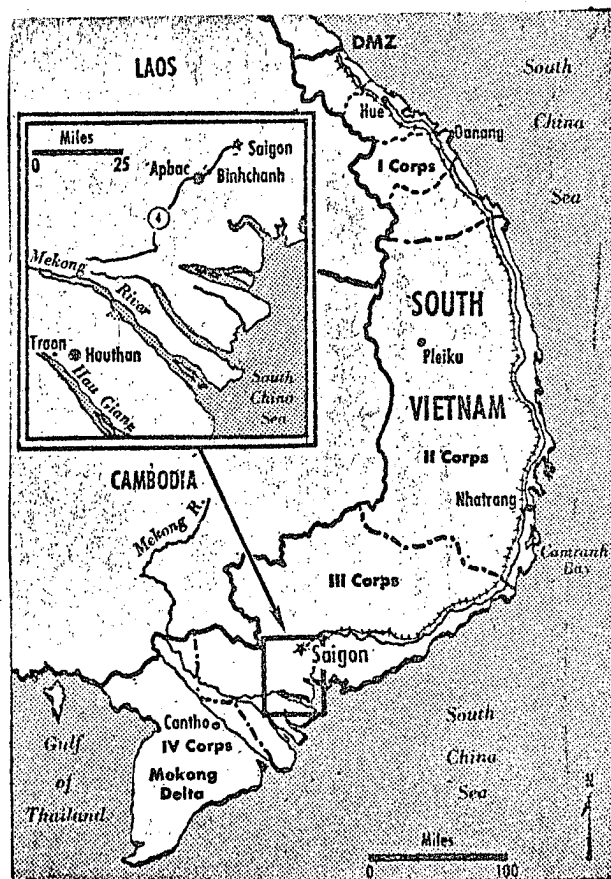 LAOS
DMZ
South
China
Sea
Hue
Danang
I Corps
Miles
0 25
Saigon
Apbac
Binhchanh
4
Mekong
River
Traon
Hauthan
Hau Giang
South
China
Sea
SOUTH
Pleiku
VIETNAM
II Corps
Nhatrang
Camranh
Bay
CAMBODIA
Mekong R.
III Corps
Saigon
Cantho
IV Corps
Mekong
Delta
Gulf
of
Thailand
South
China
Sea
N
Miles
0 100